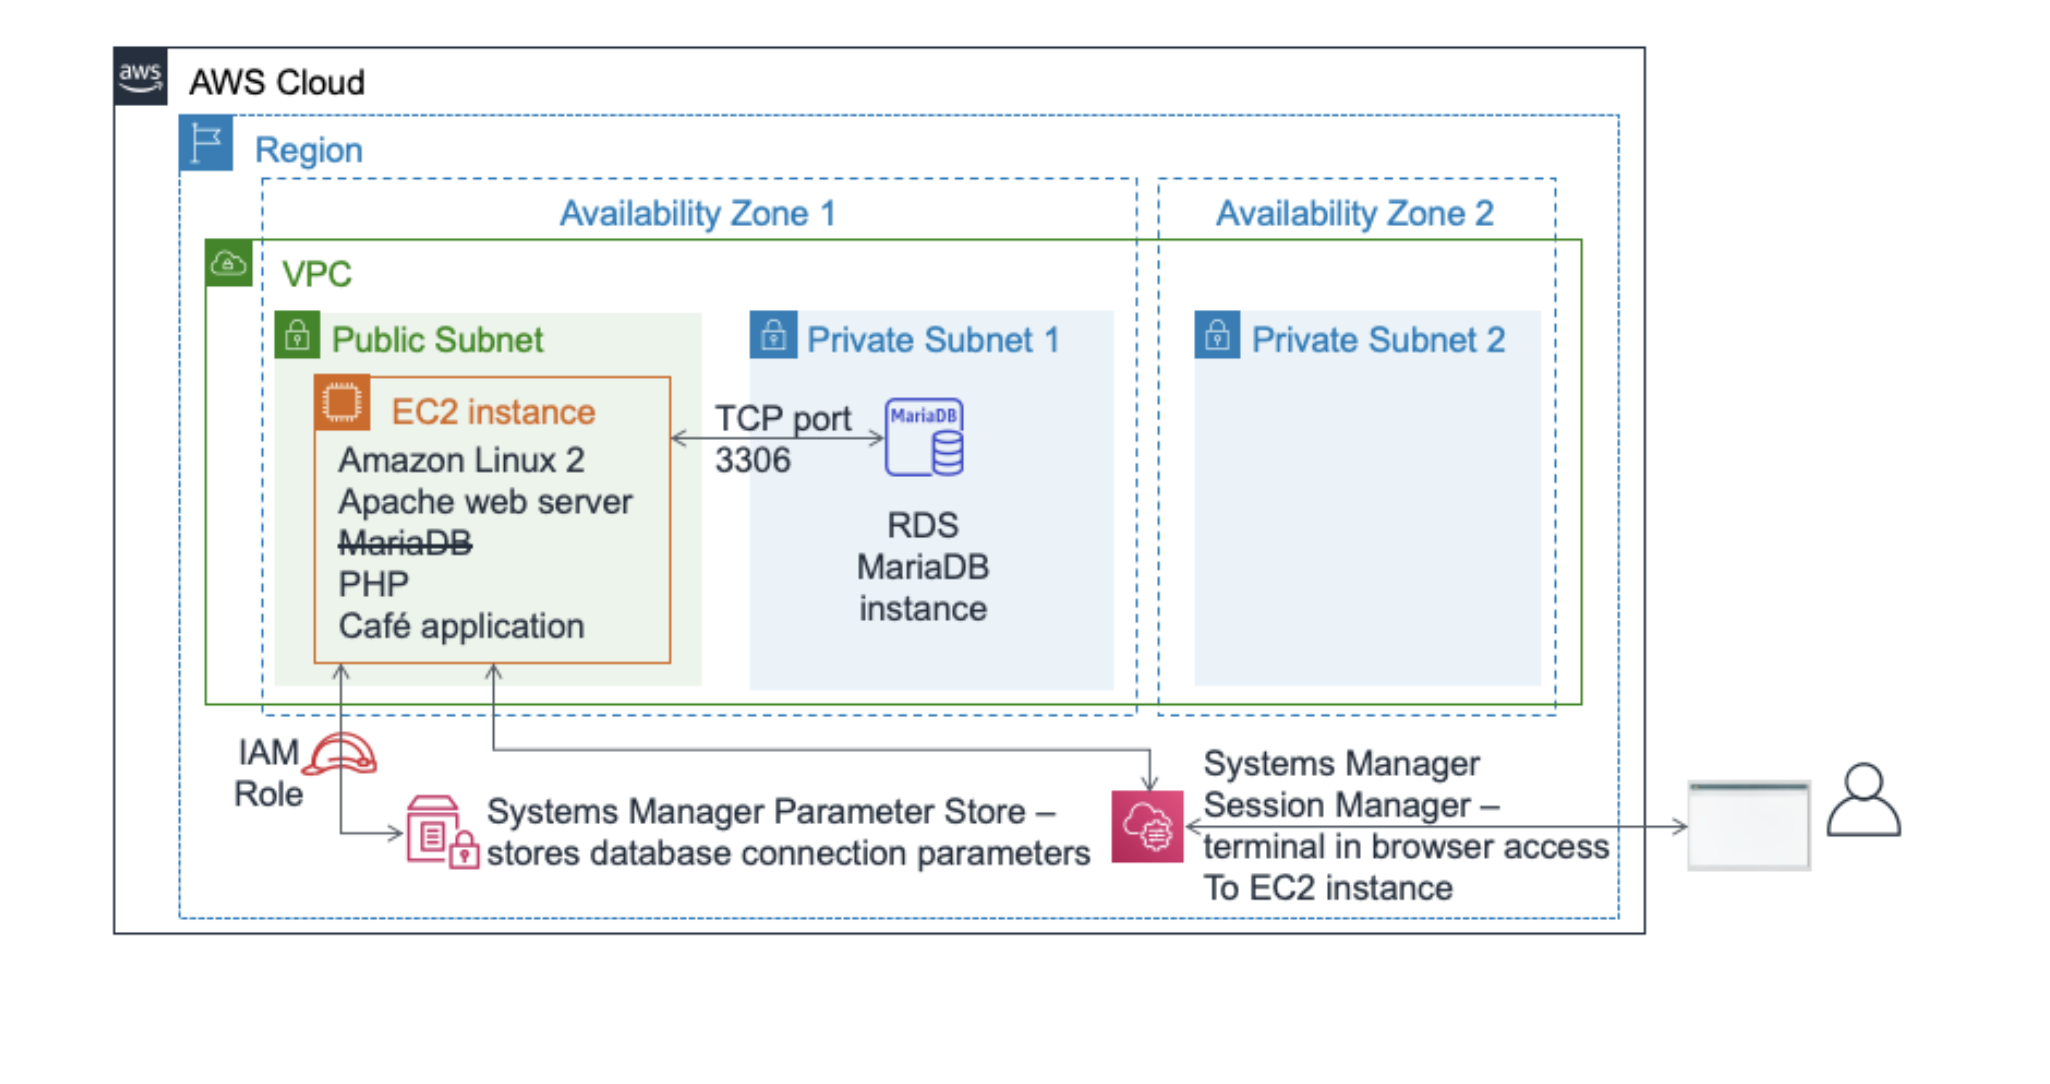 aws
AWS Cloud
Region
Availability Zone 1
Availability Zone 2
VPC
Public Subnet
Private Subnet 1
Private Subnet 2
EC2 instance
Amazon Linux 2
Apache web server
MariaDB
PHP
Café application
TCP port
3306
MariaDB
RDS
MariaDB
instance
IAM
Role
Systems Manager Parameter Store –
stores database connection parameters
Systems Manager
Session Manager –
terminal in browser access
To EC2 instance